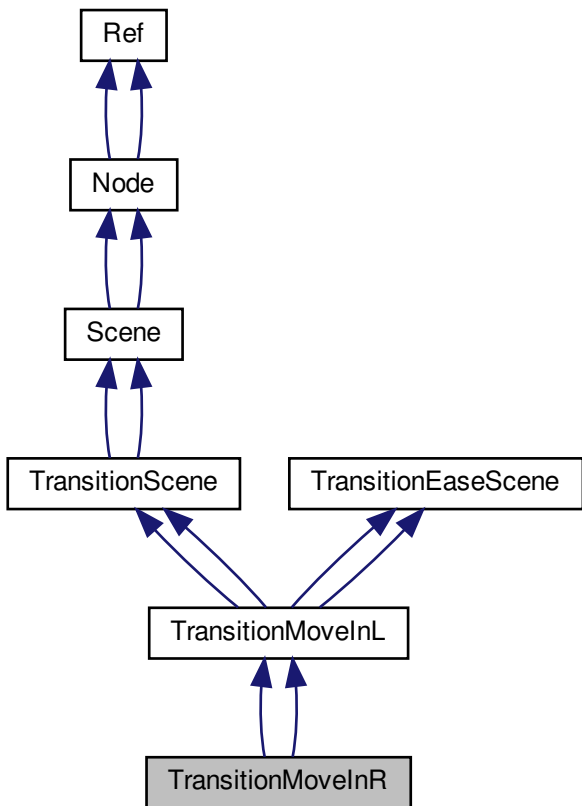 Ref
Node
Scene
TransitionScene
TransitionEaseScene
TransitionMoveInL
TransitionMoveInR